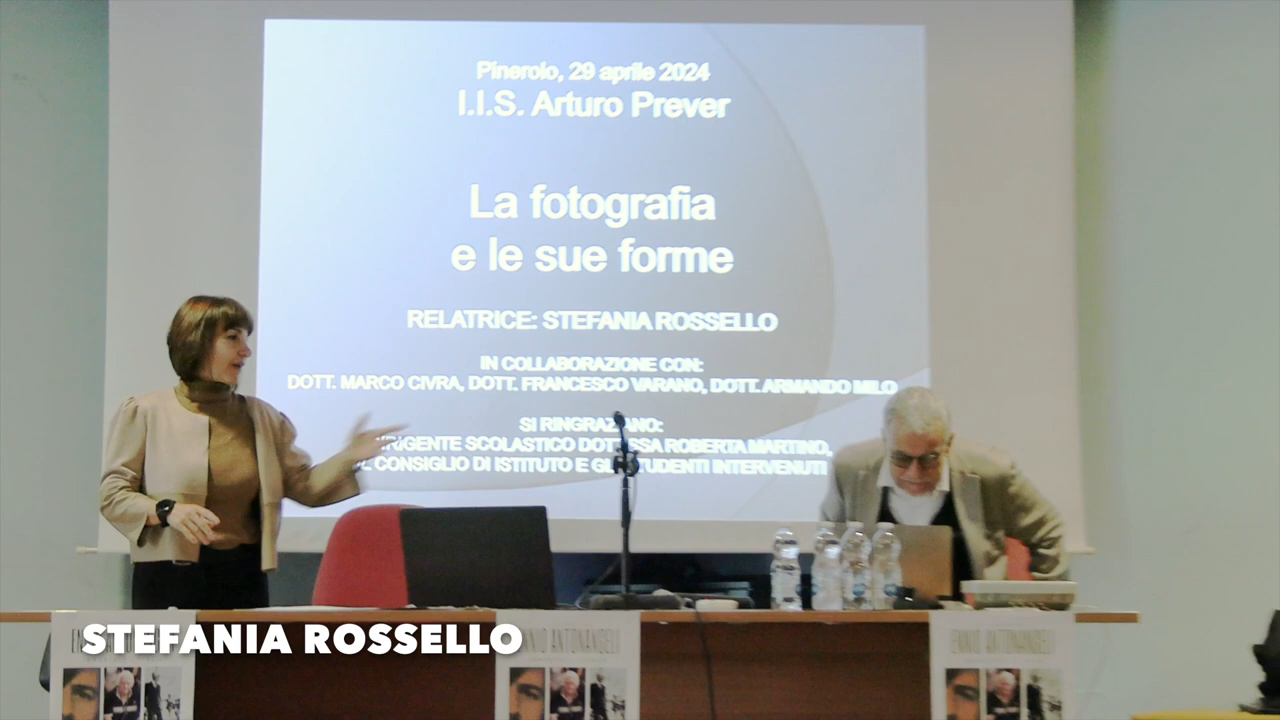 Pinerolo, 29 aprile 2024
I.I.S. Arturo Prever
La fotografia
e le sue forme
RELATRICE: STEFANIA ROSSELLO
IN COLLABORAZIONE CON:
DOTT. MARCO CIVRA, DOTT. FRANCESCO VARANO, DOTT. ARMANDO MILO
SI RINGRAZIANO:
DIRIGENTE SCOLASTICO DOTT.SSA ROBERTA MARTINO,
CONSIGLIO DI ISTITUTO E GLI STUDENTI INTERVENUTI
STEFANIA ROSSELLO
ENNIO ANTONANGELI
ENNIO ANTONANGELI